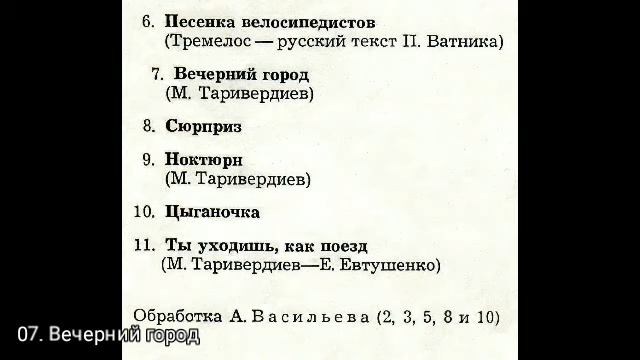 6. Песенка велосипедистов
(Тремелос — русский текст П. Ватника)
7. Вечерний город
(М. Таривердиев)
8. Сюрприз
9. Ноктюрн
(М. Таривердиев)
10. Цыганочка
11. Ты уходишь, как поезд
(М. Таривердиев—Е. Евтушенко)
Обработка А. Васильева (2, 3, 5, 8 и 10)
07. Вечерний город